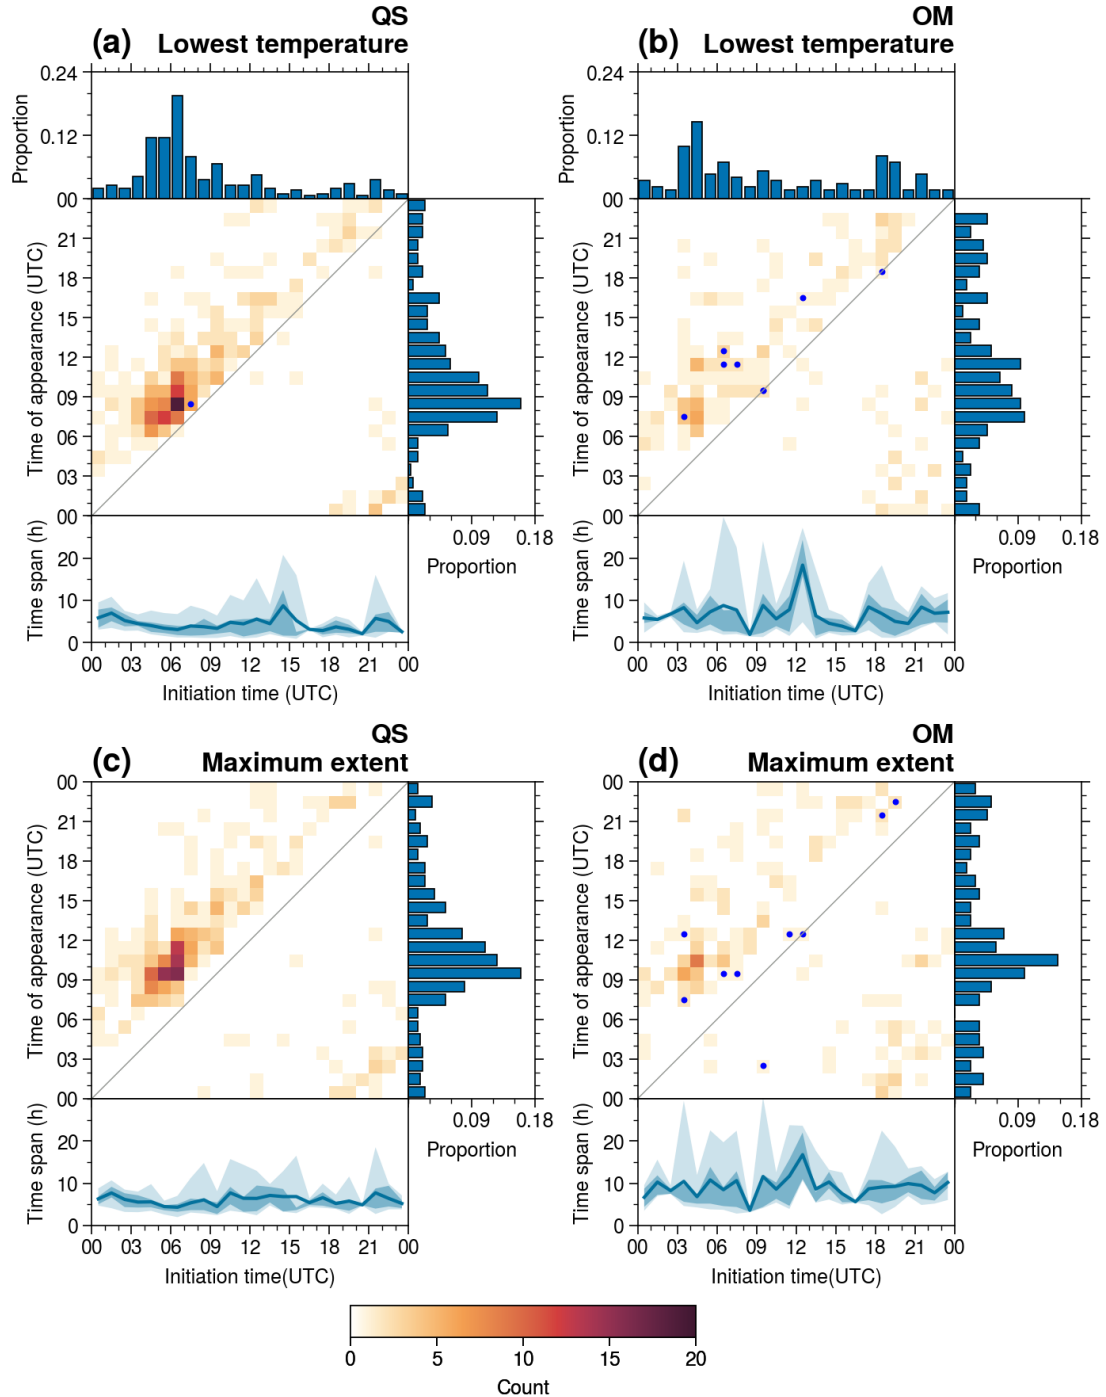 QS
(a) Lowest temperature
OM
(b) Lowest temperature
0.24
0.12
00
Proportion
0.24
0.12
00
Proportion
21
18
15
12
09
06
03
00
Time of appearance (UTC)
21
18
15
12
09
06
03
00
Time of appearance (UTC)
0.09 0.18
Proportion
0.09 0.18
Proportion
20
10
0
Time span (h)
20
10
0
Time span (h)
00 03 06 09 12 15 18 21 00
Initiation time (UTC)
00 03 06 09 12 15 18 21 00
Initiation time (UTC)
QS
(c) Maximum extent
OM
(d) Maximum extent
00
21
18
15
12
09
06
03
00
Time of appearance (UTC)
00
21
18
15
12
09
06
03
00
Time of appearance (UTC)
0.09 0.18
Proportion
0.09 0.18
Proportion
20
10
0
Time span (h)
20
10
0
Time span (h)
00 03 06 09 12 15 18 21 00
Initiation time(UTC)
00 03 06 09 12 15 18 21 00
Initiation time(UTC)
0 5 10 15 20
Count